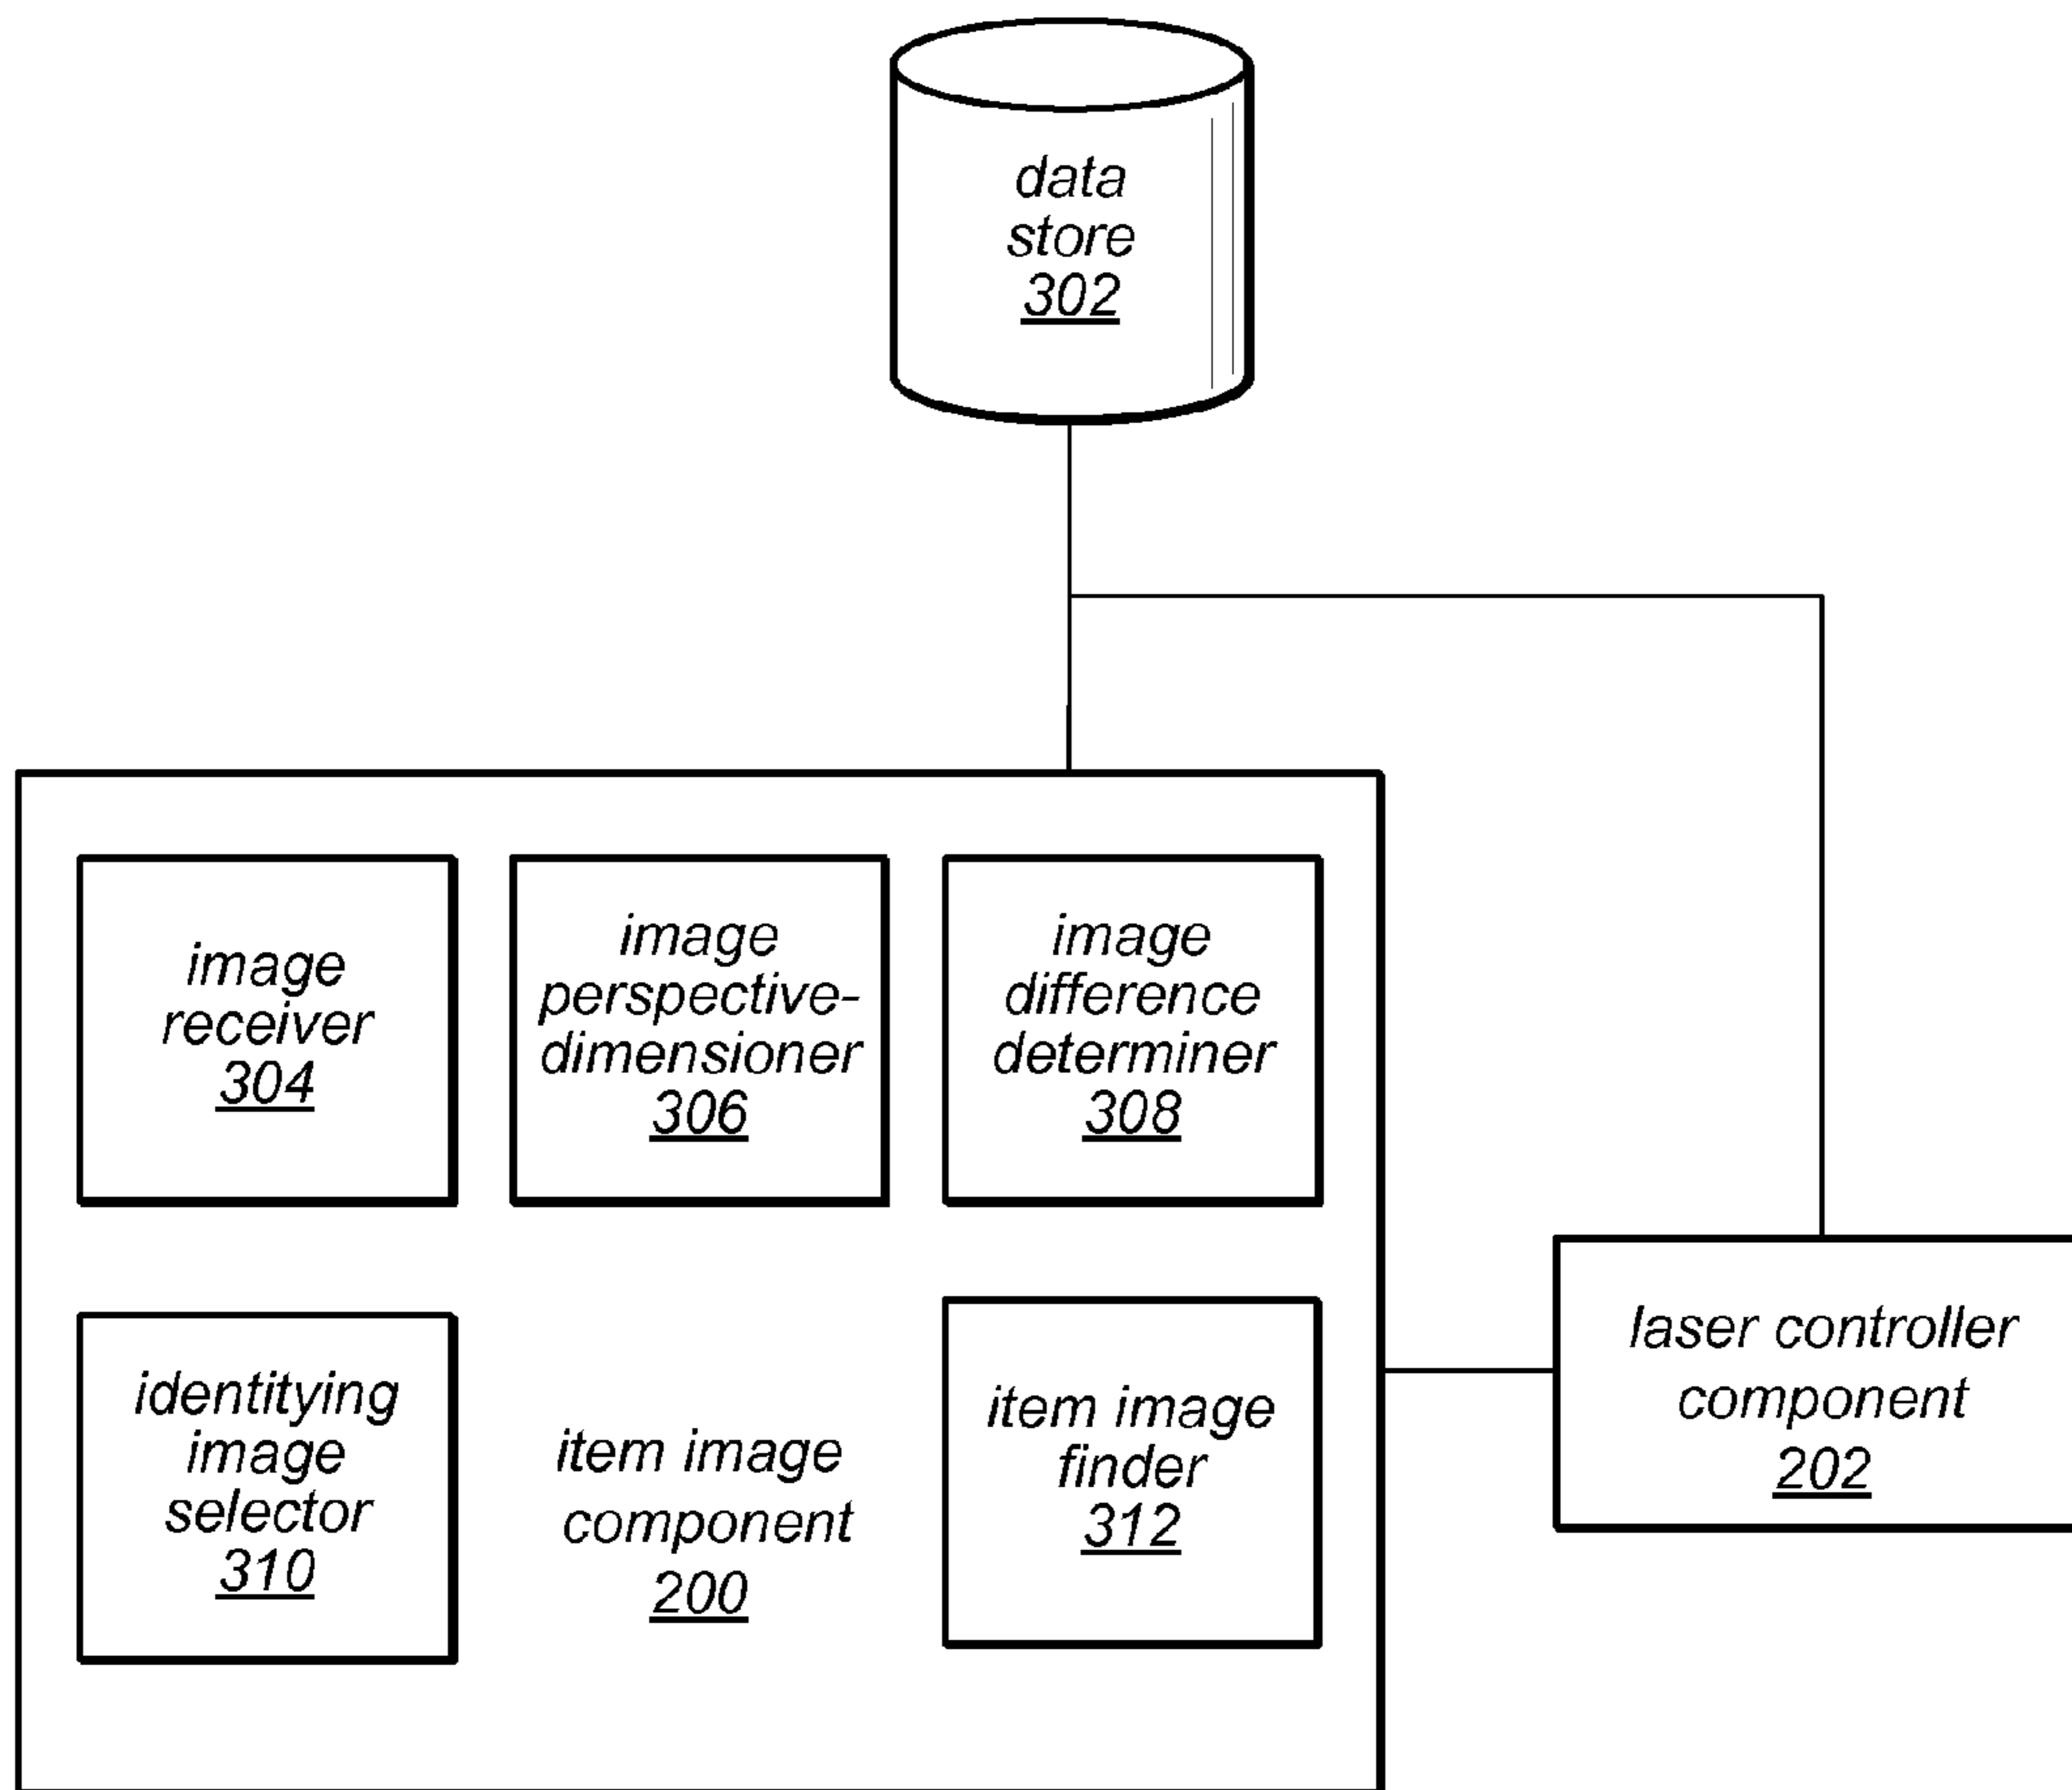 data
store
302
image
receiver
304
image
perspective-
dimensioner
306
image
difference
determiner
308
identitying
image
selector
310
item image
component
200
item image
finder
312
laser controller
component
202